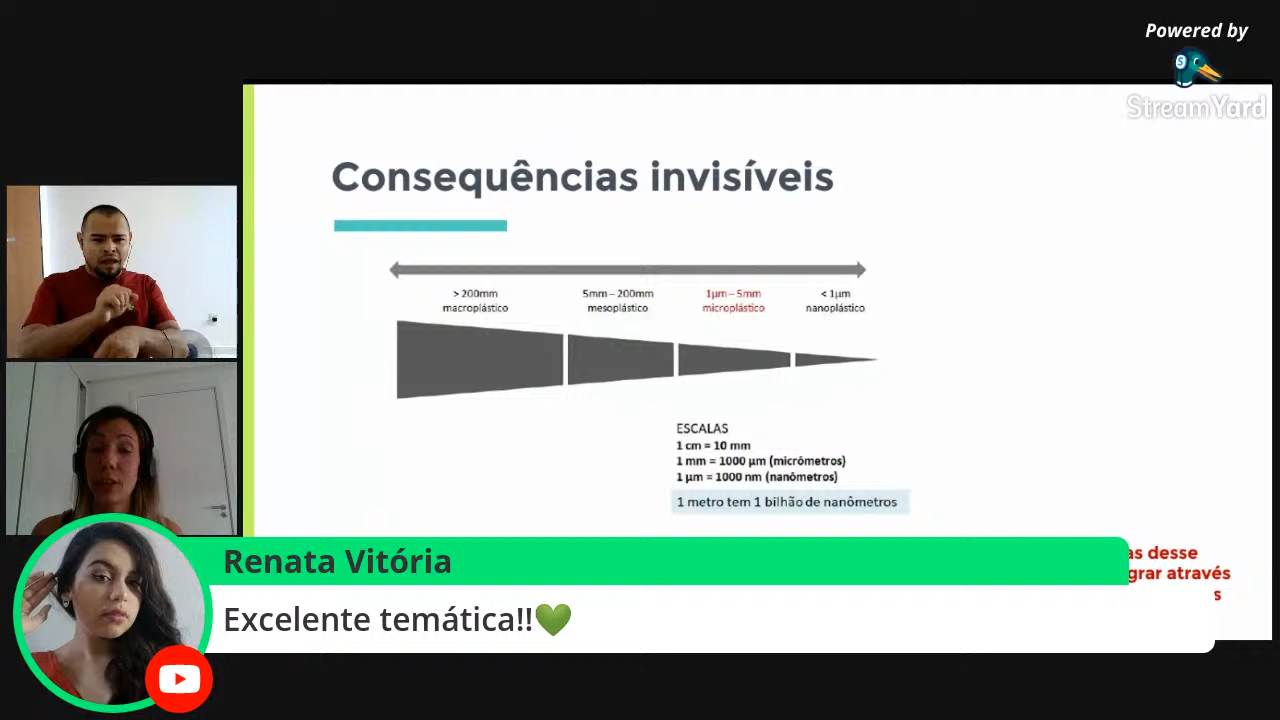 Powered by
StreamYard
Consequências invisíveis
> 200mm
macroplástico
5mm – 200mm
mesoplástico
1µm – 5mm
microplástico
< 1µm
nanoplástico
ESCALAS
1 cm = 10 mm
1 mm = 1000 µm (micrômetros)
1 µm = 1000 nm (nanômetros)
1 metro tem 1 bilhão de nanômetros
as desse
grar através
s
Renata Vitória
Excelente temática!!💚